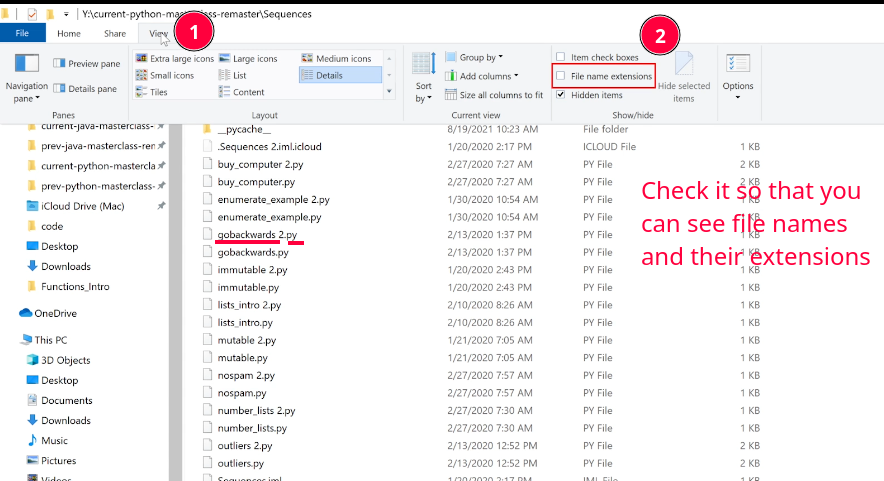 Y:\current-python-masterclass-remaster\Sequences
File Home Share View
1
2
Navigation pane
Preview pane
Details pane
Panes
Extra large icons Large icons Medium icons
Small icons List Details
Tiles Content
Layout
Sort by
Group by
Add columns
Size all columns to fit
Current view
Item check boxes
File name extensions
Hidden items
Hide selected items
Show/hide
Options
Check it so that you
can see file names
and their extensions
current-java-masterclass-
prev-java-masterclass-ren
current-python-mastercla
prev-python-masterclass-
iCloud Drive (Mac)
code
Desktop
Downloads
Functions_Intro
OneDrive
This PC
3D Objects
Desktop
Documents
Downloads
Music
Pictures
Videos
__pycache__ 8/19/2021 10:23 AM File folder
.Sequences 2.iml.icloud 1/20/2020 2:17 PM ICLOUD File 1 KB
buy_computer 2.py 2/27/2020 7:27 AM PY File 2 KB
buy_computer.py 2/27/2020 7:27 AM PY File 2 KB
enumerate_example 2.py 1/30/2020 10:54 AM PY File 1 KB
enumerate_example.py 1/30/2020 10:54 AM PY File 1 KB
gobackwards 2.py 2/13/2020 1:37 PM PY File 1 KB
gobackwards.py 2/13/2020 1:37 PM PY File 1 KB
immutable 2.py 1/20/2020 2:43 PM PY File 1 KB
immutable.py 1/20/2020 2:43 PM PY File 1 KB
lists_intro 2.py 2/10/2020 8:26 AM PY File 1 KB
lists_intro.py 2/10/2020 8:26 AM PY File 1 KB
mutable 2.py 1/21/2020 7:05 AM PY File 1 KB
mutable.py 1/21/2020 7:05 AM PY File 1 KB
nospam 2.py 2/27/2020 7:57 AM PY File 1 KB
nospam.py 2/27/2020 7:57 AM PY File 1 KB
number_lists 2.py 2/27/2020 7:30 AM PY File 1 KB
number_lists.py 2/27/2020 7:30 AM PY File 1 KB
outliers 2.py 2/13/2020 12:52 PM PY File 2 KB
outliers.py 2/13/2020 12:52 PM PY File 2 KB
Sequences.iml 1/20/2020 2:17 PM IML File 1 KB